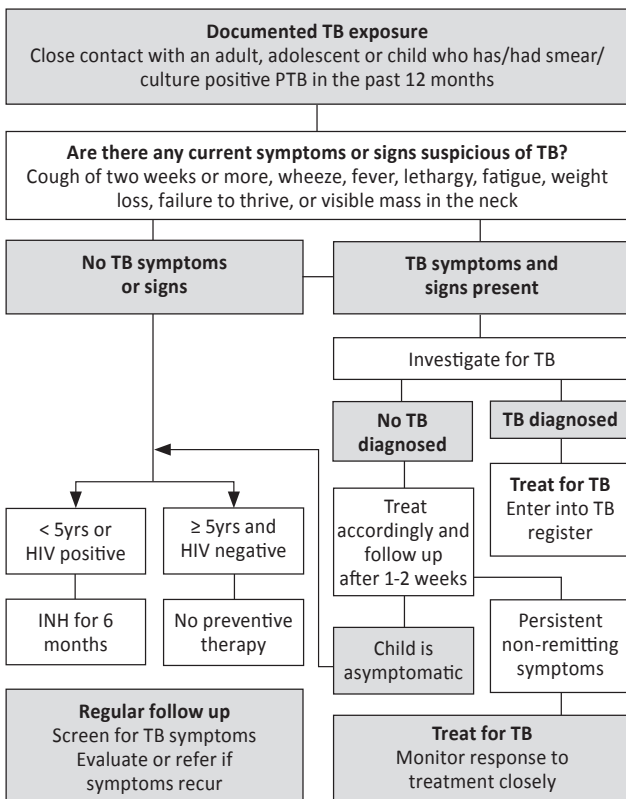 Documented TB exposure
Close contact with an adult, adolescent or child who has/had smear/
culture positive PTB in the past 12 months
Are there any current symptoms or signs suspicious of TB?
Cough of two weeks or more, wheeze, fever, lethargy, fatigue, weight
loss, failure to thrive, or visible mass in the neck
No TB symptoms
or signs
TB symptoms and
signs present
Investigate for TB
No TB
diagnosed
TB diagnosed
Treat for TB
Enter into TB
register
< 5yrs or
HIV positive
≥ 5yrs and
HIV negative
Treat
accordingly and
follow up
after 1-2 weeks
INH for 6
months
No preventive
therapy
Child is
asymptomatic
Persistent
non-remitting
symptoms
Regular follow up
Screen for TB symptoms
Evaluate or refer if
symptoms recur
Treat for TB
Monitor response to
treatment closely